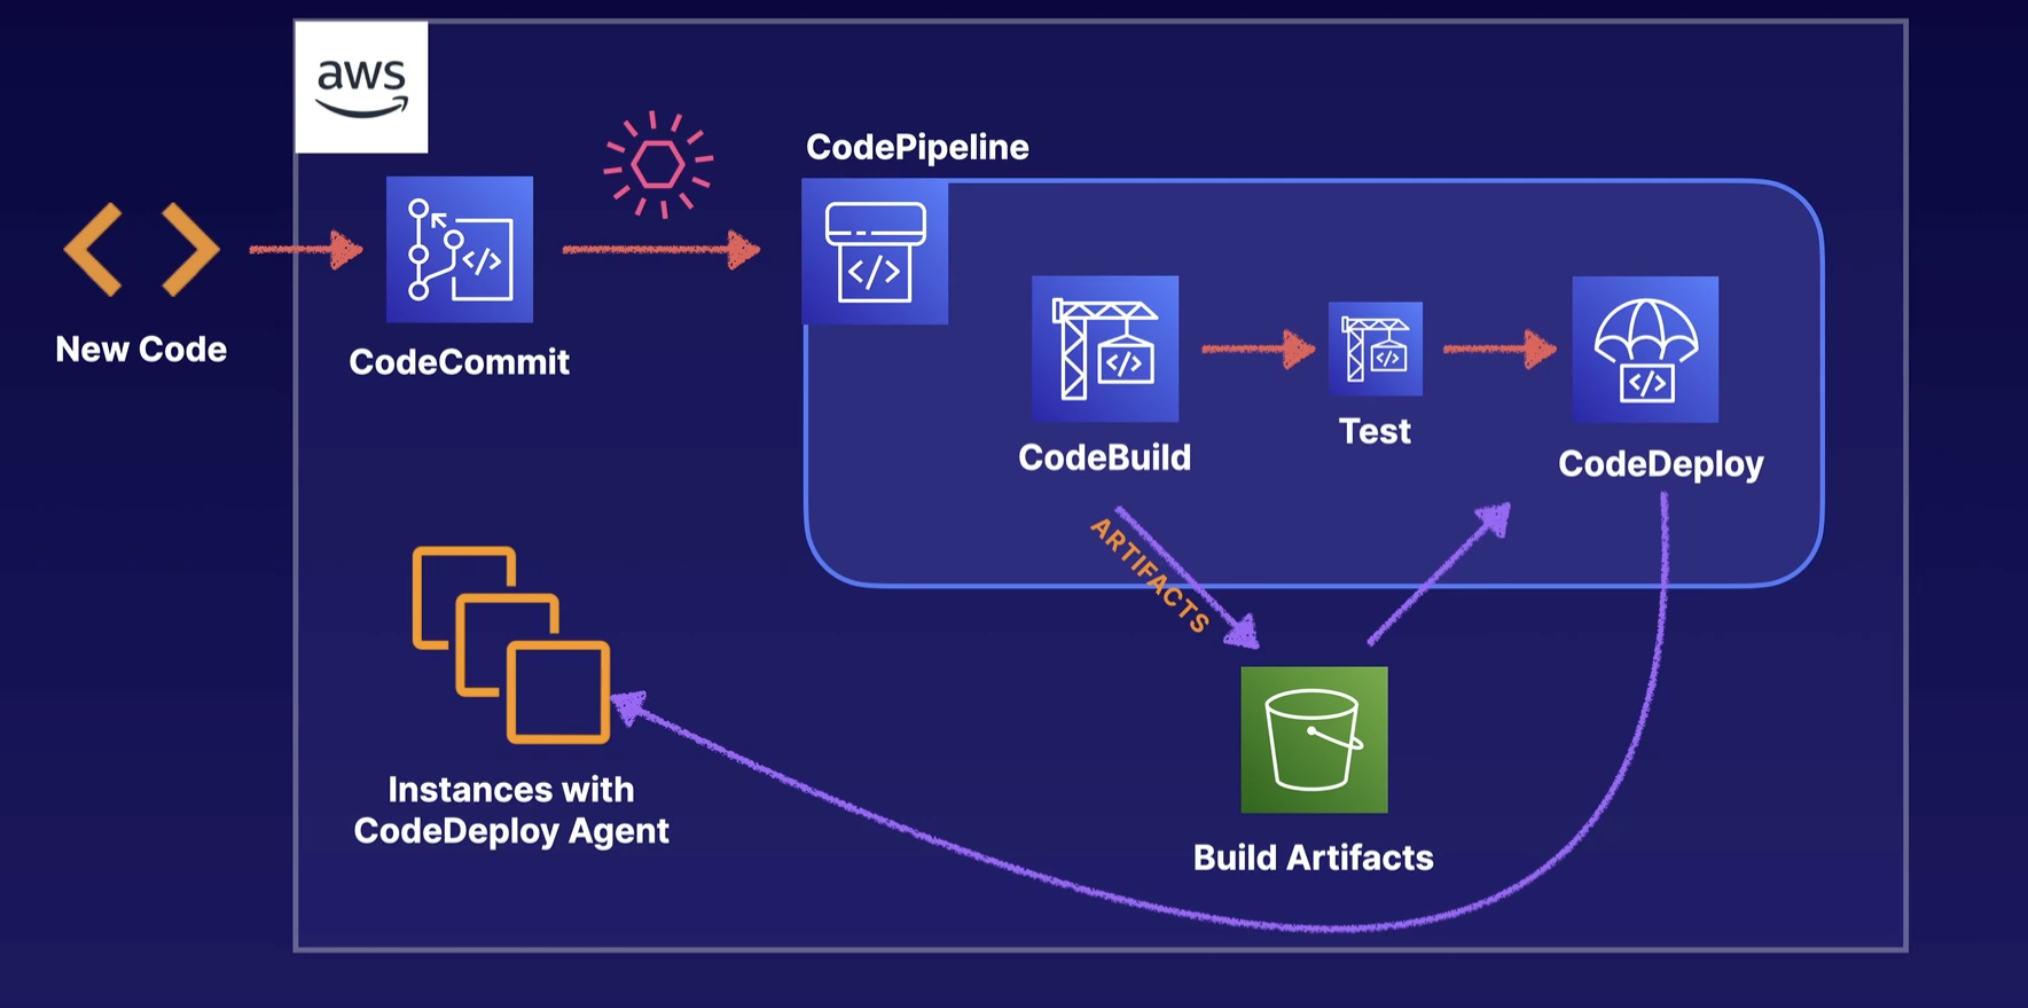 aws
CodePipeline
New Code
CodeCommit
CodeBuild
Test
CodeDeploy
ARTIFACTS
Instances with
CodeDeploy Agent
Build Artifacts